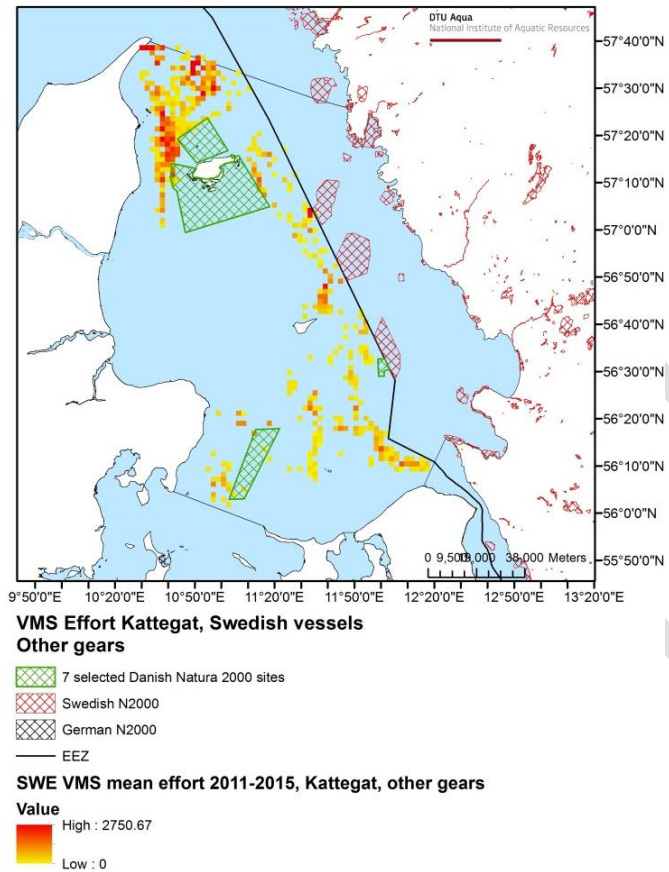 DTU Aqua
National Institute of Aquatic Resources
57°40'0"N
57°30'0"N
57°20'0"N
57°10'0"N
57°0'0"N
56°50'0"N
56°40'0"N
56°30'0"N
56°20'0"N
56°10'0"N
56°0'0"N
55°50'0"N
0 9,50019,000 38,000 Meters
9°50'0"E 10°20'0"E 10°50'0"E 11°20'0"E 11°50'0"E 12°20'0"E 12°50'0"E 13°20'0"E
VMS Effort Kattegat, Swedish vessels
Other gears
7 selected Danish Natura 2000 sites
Swedish N2000
German N2000
EEZ
SWE VMS mean effort 2011-2015, Kattegat, other gears
Value
High : 2750.67
Low : 0